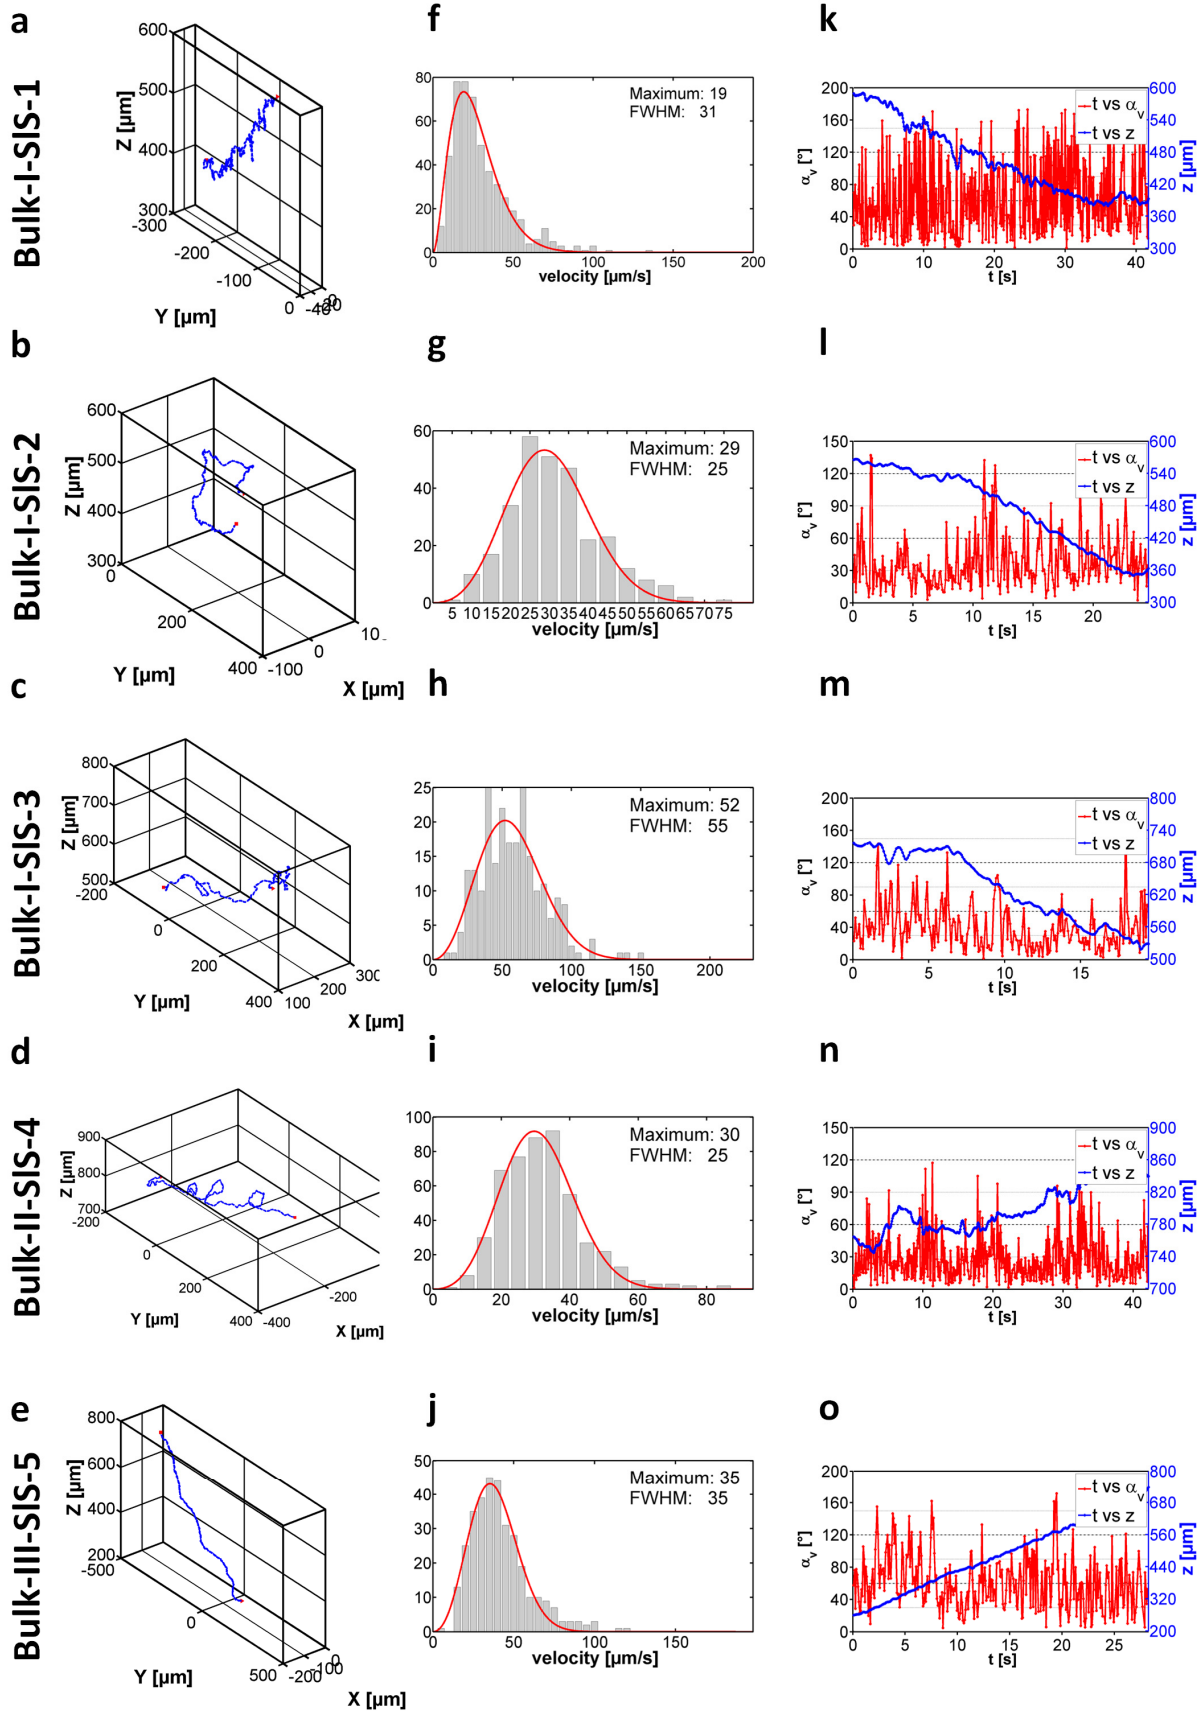 a
f
k
Bulk-I-SIS-1
600
500
400
300
-300
-200
-100
0
Z [µm]
Y [µm]
80
60
40
20
0
0
50
100
150
200
Maximum: 19
FWHM: 31
velocity [µm/s]
200
160
120
80
40
0
αv [°]
0
10
20
30
40
t [s]
600
540
480
420
360
300
z [µm]
t vs αv
t vs z
b
g
l
Bulk-I-SIS-2
600
500
400
300
0
200
400
-100
0
10
Z [µm]
Y [µm]
X [µm]
60
40
20
0
5 10 15 20 25 30 35 40 45 50 55 60 65 70 75
Maximum: 29
FWHM: 25
velocity [µm/s]
150
120
90
60
30
0
αv [°]
0
5
10
15
20
t [s]
600
540
480
420
360
300
z [µm]
t vs αv
t vs z
c
h
m
Bulk-I-SIS-3
800
700
600
500
-200
0
200
400
100
200
300
Z [µm]
Y [µm]
X [µm]
25
20
15
10
5
0
0
50
100
150
200
Maximum: 52
FWHM: 55
velocity [µm/s]
200
160
120
80
40
0
αv [°]
0
5
10
15
t [s]
800
740
680
620
560
500
z [µm]
t vs αv
t vs z
d
i
n
Bulk-II-SIS-4
900
800
700
-200
0
200
400
-400
-200
Z [µm]
Y [µm]
X [µm]
100
80
60
40
20
0
0
20
40
60
80
Maximum: 30
FWHM: 25
velocity [µm/s]
150
120
90
60
30
0
αv [°]
0
10
20
30
40
t [s]
900
860
820
780
740
700
z [µm]
t vs αv
t vs z
e
j
o
Bulk-III-SIS-5
800
600
400
200
-500
0
500
-200
-100
0
Z [µm]
Y [µm]
X [µm]
50
40
30
20
10
0
0
50
100
150
Maximum: 35
FWHM: 35
velocity [µm/s]
200
160
120
80
40
0
αv [°]
0
5
10
15
20
25
t [s]
800
680
560
440
320
200
z [µm]
t vs αv
t vs z